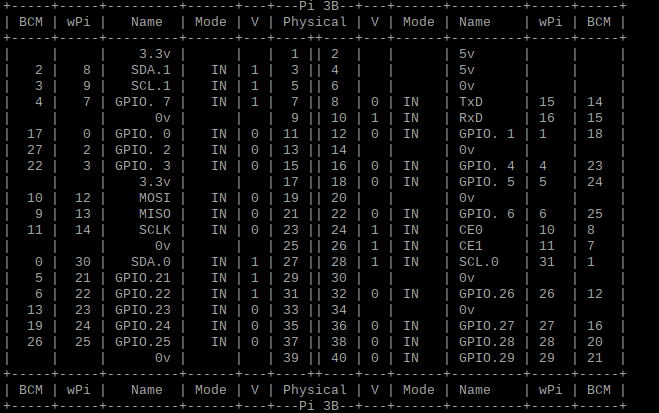 +-----+-----+---------+------+---+---Pi 3B--+---+------+---------+-----+-----+
| BCM | wPi |   Name  | Mode | V | Physical | V | Mode | Name    | wPi | BCM |
+-----+-----+---------+------+---+----++----+---+------+---------+-----+-----+
|     |     |    3.3v |      |   |  1 || 2  |   |      | 5v      |     |     |
|   2 |   8 |   SDA.1 |   IN | 1 |  3 || 4  |   |      | 5v      |     |     |
|   3 |   9 |   SCL.1 |   IN | 1 |  5 || 6  |   |      | 0v      |     |     |
|   4 |   7 | GPIO. 7 |   IN | 1 |  7 || 8  | 0 | IN   | TxD     | 15  | 14  |
|     |     |      0v |      |   |  9 || 10 | 1 | IN   | RxD     | 16  | 15  |
|  17 |   0 | GPIO. 0 |   IN | 0 | 11 || 12 | 0 | IN   | GPIO. 1 | 1   | 18  |
|  27 |   2 | GPIO. 2 |   IN | 0 | 13 || 14 |   |      | 0v      |     |     |
|  22 |   3 | GPIO. 3 |   IN | 0 | 15 || 16 | 0 | IN   | GPIO. 4 | 4   | 23  |
|     |     |    3.3v |      |   | 17 || 18 | 0 | IN   | GPIO. 5 | 5   | 24  |
|  10 |  12 |    MOSI |   IN | 0 | 19 || 20 |   |      | 0v      |     |     |
|   9 |  13 |    MISO |   IN | 0 | 21 || 22 | 0 | IN   | GPIO. 6 | 6   | 25  |
|  11 |  14 |    SCLK |   IN | 0 | 23 || 24 | 1 | IN   | CE0     | 10  | 8   |
|     |     |      0v |      |   | 25 || 26 | 1 | IN   | CE1     | 11  | 7   |
|   0 |  30 |   SDA.0 |   IN | 1 | 27 || 28 | 1 | IN   | SCL.0   | 31  | 1   |
|   5 |  21 | GPIO.21 |   IN | 1 | 29 || 30 |   |      | 0v      |     |     |
|   6 |  22 | GPIO.22 |   IN | 1 | 31 || 32 | 0 | IN   | GPIO.26 | 26  | 12  |
|  13 |  23 | GPIO.23 |   IN | 0 | 33 || 34 |   |      | 0v      |     |     |
|  19 |  24 | GPIO.24 |   IN | 0 | 35 || 36 | 0 | IN   | GPIO.27 | 27  | 16  |
|  26 |  25 | GPIO.25 |   IN | 0 | 37 || 38 | 0 | IN   | GPIO.28 | 28  | 20  |
|     |     |      0v |      |   | 39 || 40 | 0 | IN   | GPIO.29 | 29  | 21  |
+-----+-----+---------+------+---+----++----+---+------+---------+-----+-----+
| BCM | wPi |   Name  | Mode | V | Physical | V | Mode | Name    | wPi | BCM |
+-----+-----+---------+------+---+---Pi 3B--+---+------+---------+-----+-----+